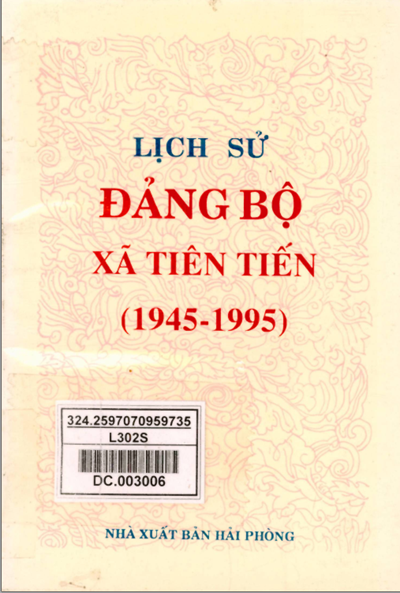 LỊCH SỬ
ĐẢNG BỘ
XÃ TIÊN TIẾN
(1945-1995)
324.2597070959735
L302S
DC.003006
NHÀ XUẤT BẢN HẢI PHÒNG